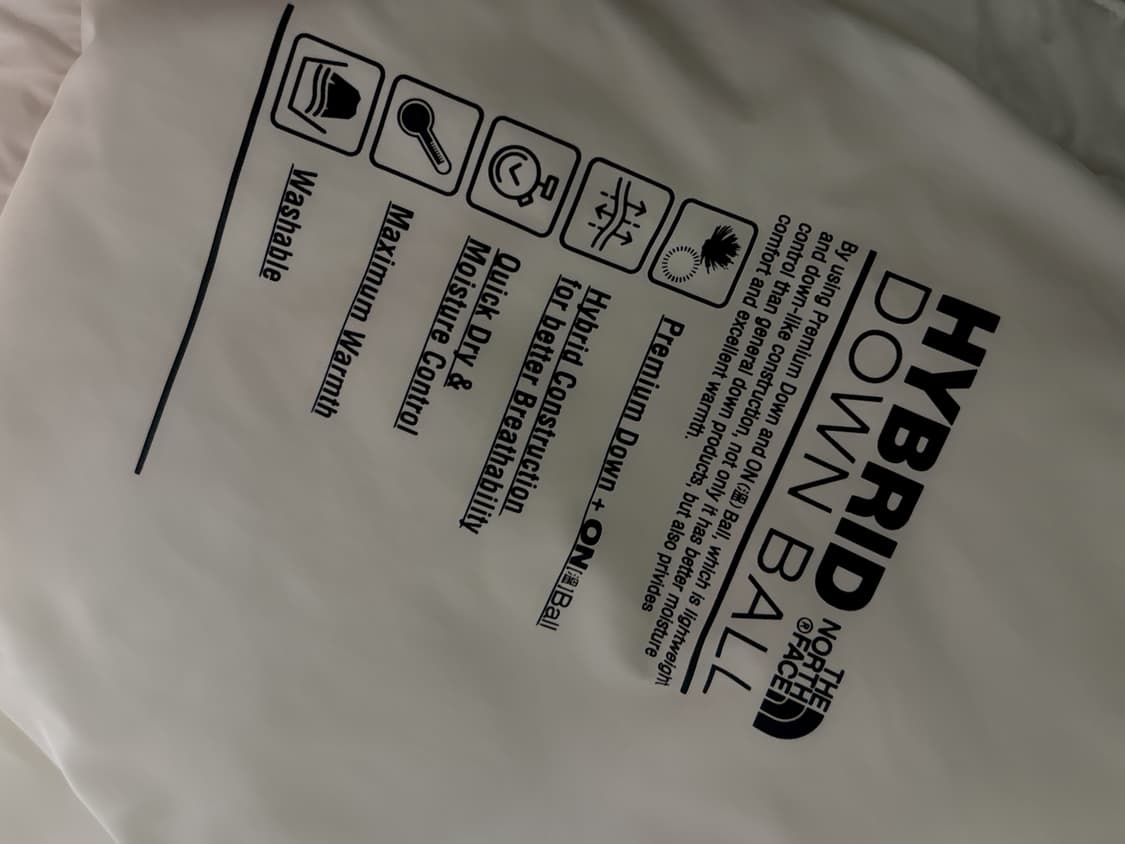 HYBRID
DOWN BALL
THE
NORTH
FACE
®
By using Premium Down and ON(溫) Ball, which is lightweight
and down-like construction, not only it has better moisture
control than general down products, but also privides
comfort and excellent warmth.
Premium Down + ON(溫)Ball
Hybrid Construction
for better Breathability
Quick Dry &
Moisture Control
Maximum Warmth
Washable